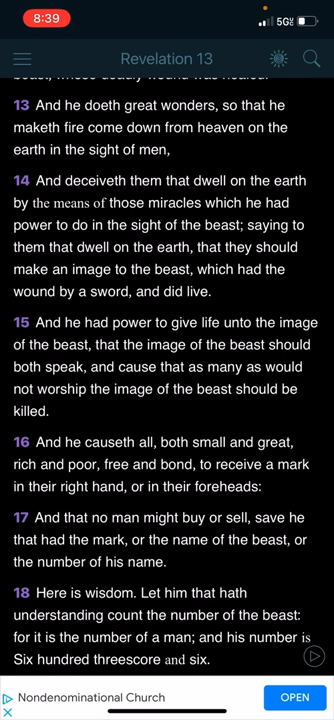 8:39
5G
Revelation 13
beast, whose deadly wound was healed.
13 And he doeth great wonders, so that he
maketh fire come down from heaven on the
earth in the sight of men,
14 And deceiveth them that dwell on the earth
by the means of those miracles which he had
power to do in the sight of the beast; saying to
them that dwell on the earth, that they should
make an image to the beast, which had the
wound by a sword, and did live.
15 And he had power to give life unto the image
of the beast, that the image of the beast should
both speak, and cause that as many as would
not worship the image of the beast should be
killed.
16 And he causeth all, both small and great,
rich and poor, free and bond, to receive a mark
in their right hand, or in their foreheads:
17 And that no man might buy or sell, save he
that had the mark, or the name of the beast, or
the number of his name.
18 Here is wisdom. Let him that hath
understanding count the number of the beast:
for it is the number of a man; and his number is
Six hundred threescore and six.
Nondenominational Church
OPEN